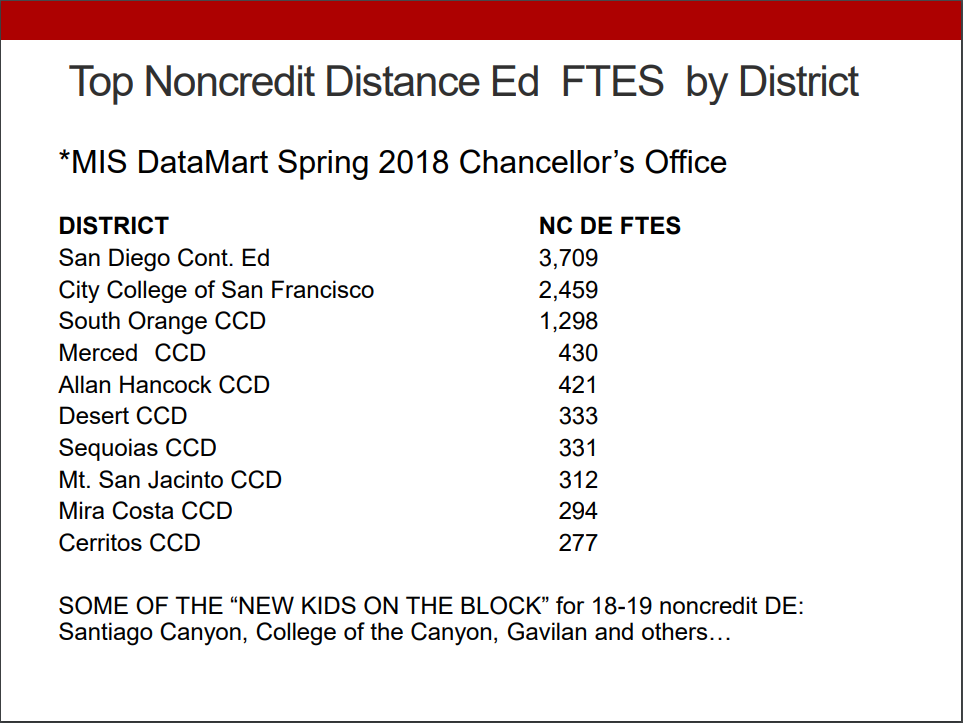 Top Noncredit Distance Ed FTES by District
*MIS DataMart Spring 2018 Chancellor’s Office
DISTRICT NC DE FTES
San Diego Cont. Ed 3,709
City College of San Francisco 2,459
South Orange CCD 1,298
Merced CCD 430
Allan Hancock CCD 421
Desert CCD 333
Sequoias CCD 331
Mt. San Jacinto CCD 312
Mira Costa CCD 294
Cerritos CCD 277
SOME OF THE “NEW KIDS ON THE BLOCK” for 18-19 noncredit DE:
Santiago Canyon, College of the Canyon, Gavilan and others…